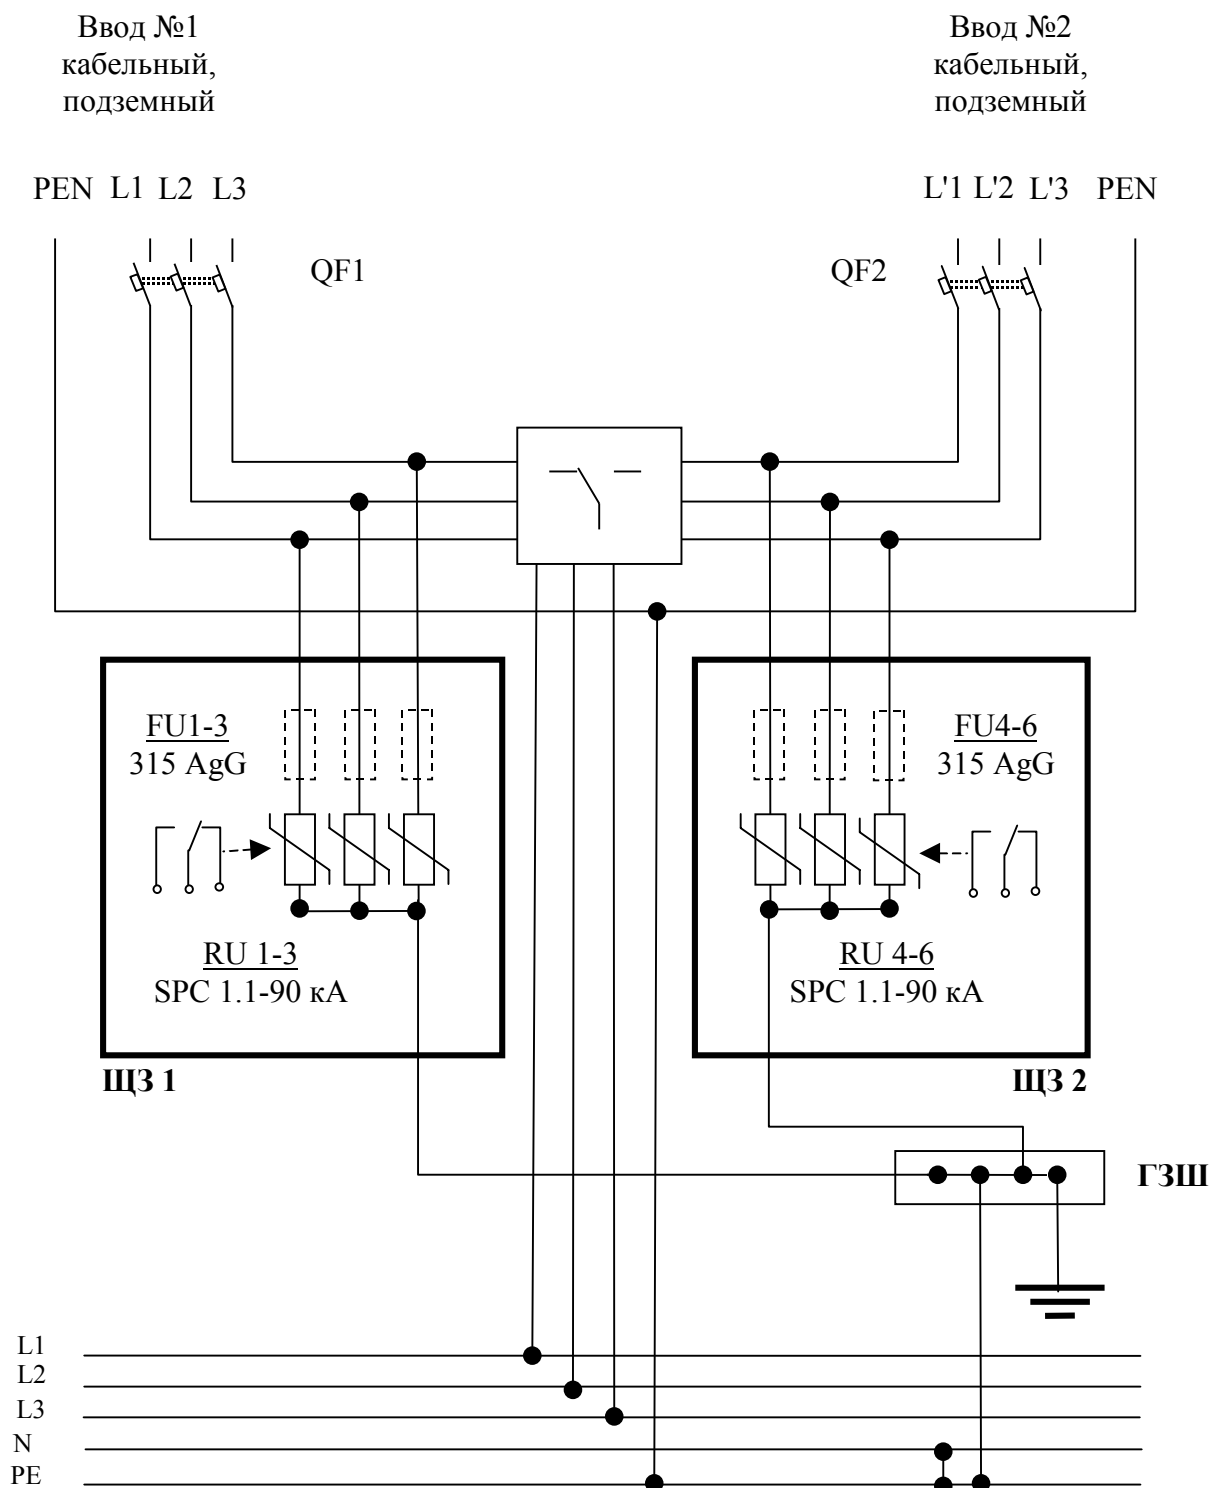 Ввод №1
кабельный,
подземный
Ввод №2
кабельный,
подземный
PEN L1 L2 L3
L'1 L'2 L'3 PEN
QF1
QF2
FU1-3
315 AgG
FU4-6
315 AgG
RU 1-3
SPC 1.1-90 кА
RU 4-6
SPC 1.1-90 кА
ЩЗ 1
ЩЗ 2
ГЗШ
L1
L2
L3
N
PE